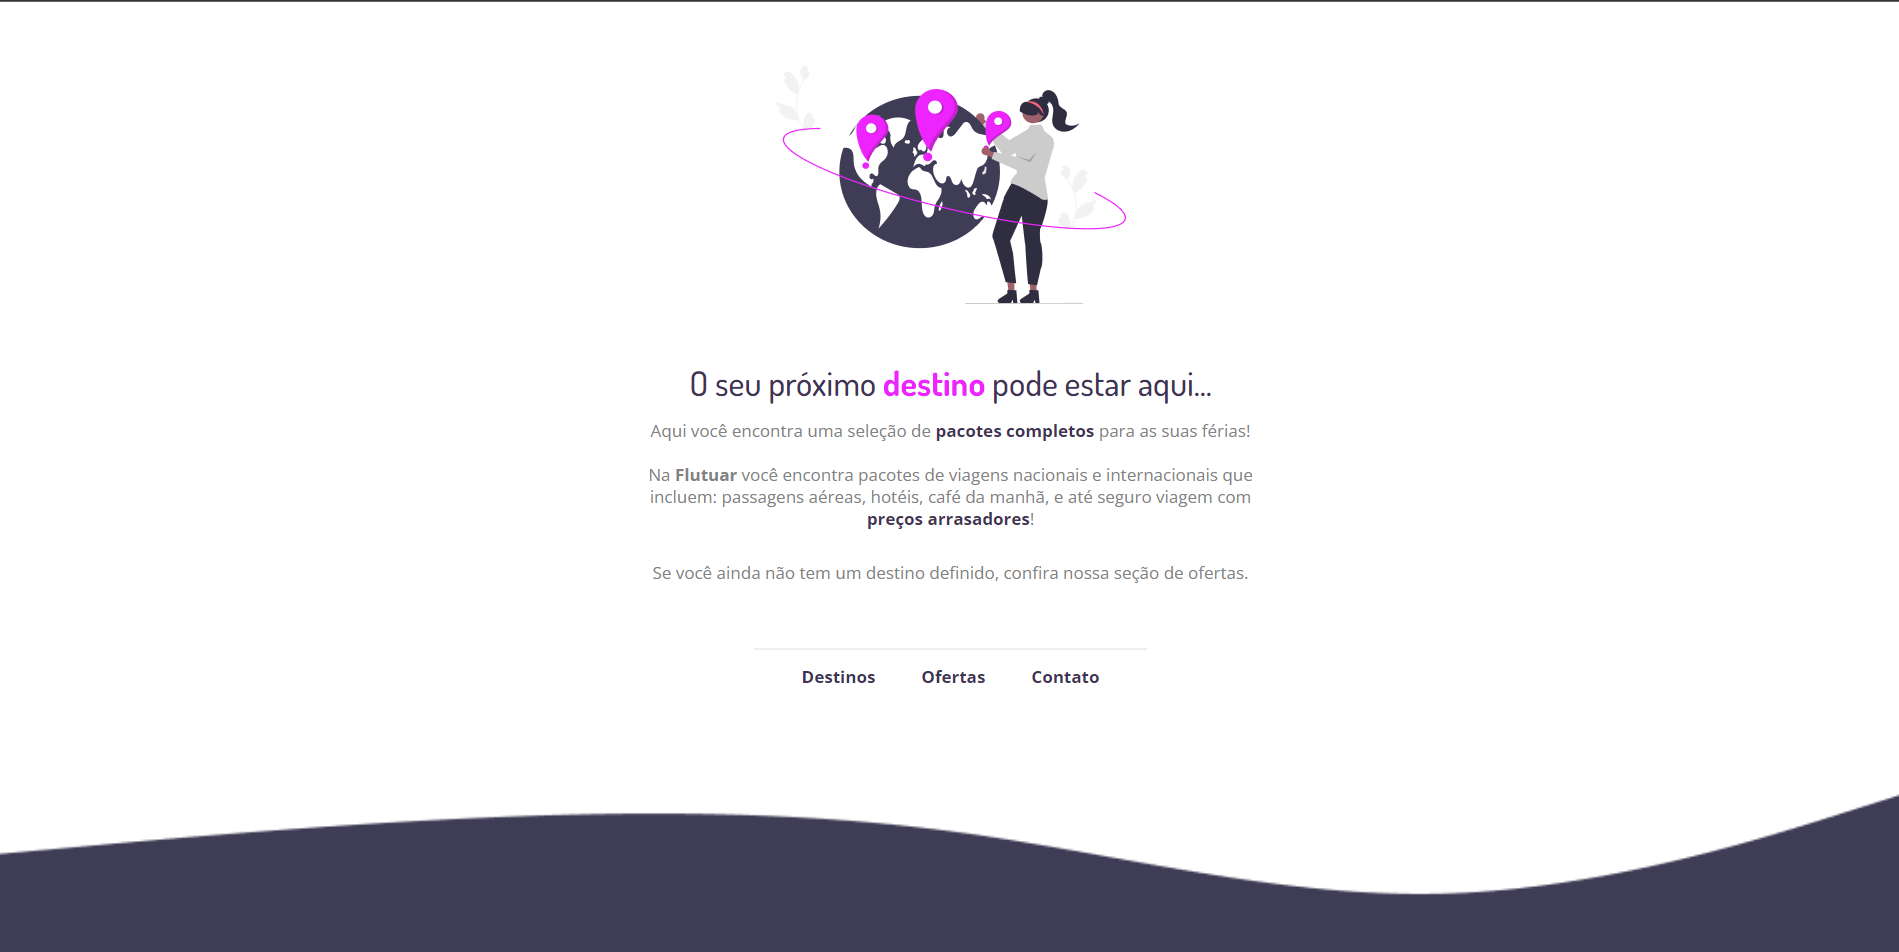 O seu próximo destino pode estar aqui...
Aqui você encontra uma seleção de pacotes completos para as suas férias!
Na Flutuar você encontra pacotes de viagens nacionais e internacionais que
incluem: passagens aéreas, hotéis, café da manhã, e até seguro viagem com
preços arrasadores!
Se você ainda não tem um destino definido, confira nossa seção de ofertas.
Destinos Ofertas Contato